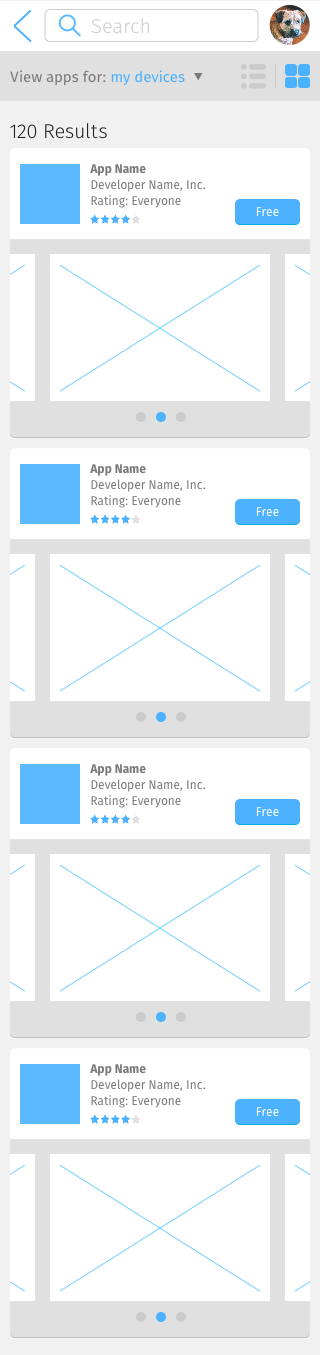 Search
View apps for: my devices ▼
120 Results
App Name
Developer Name, Inc.
Rating: Everyone
Free
App Name
Developer Name, Inc.
Rating: Everyone
Free
App Name
Developer Name, Inc.
Rating: Everyone
Free
App Name
Developer Name, Inc.
Rating: Everyone
Free